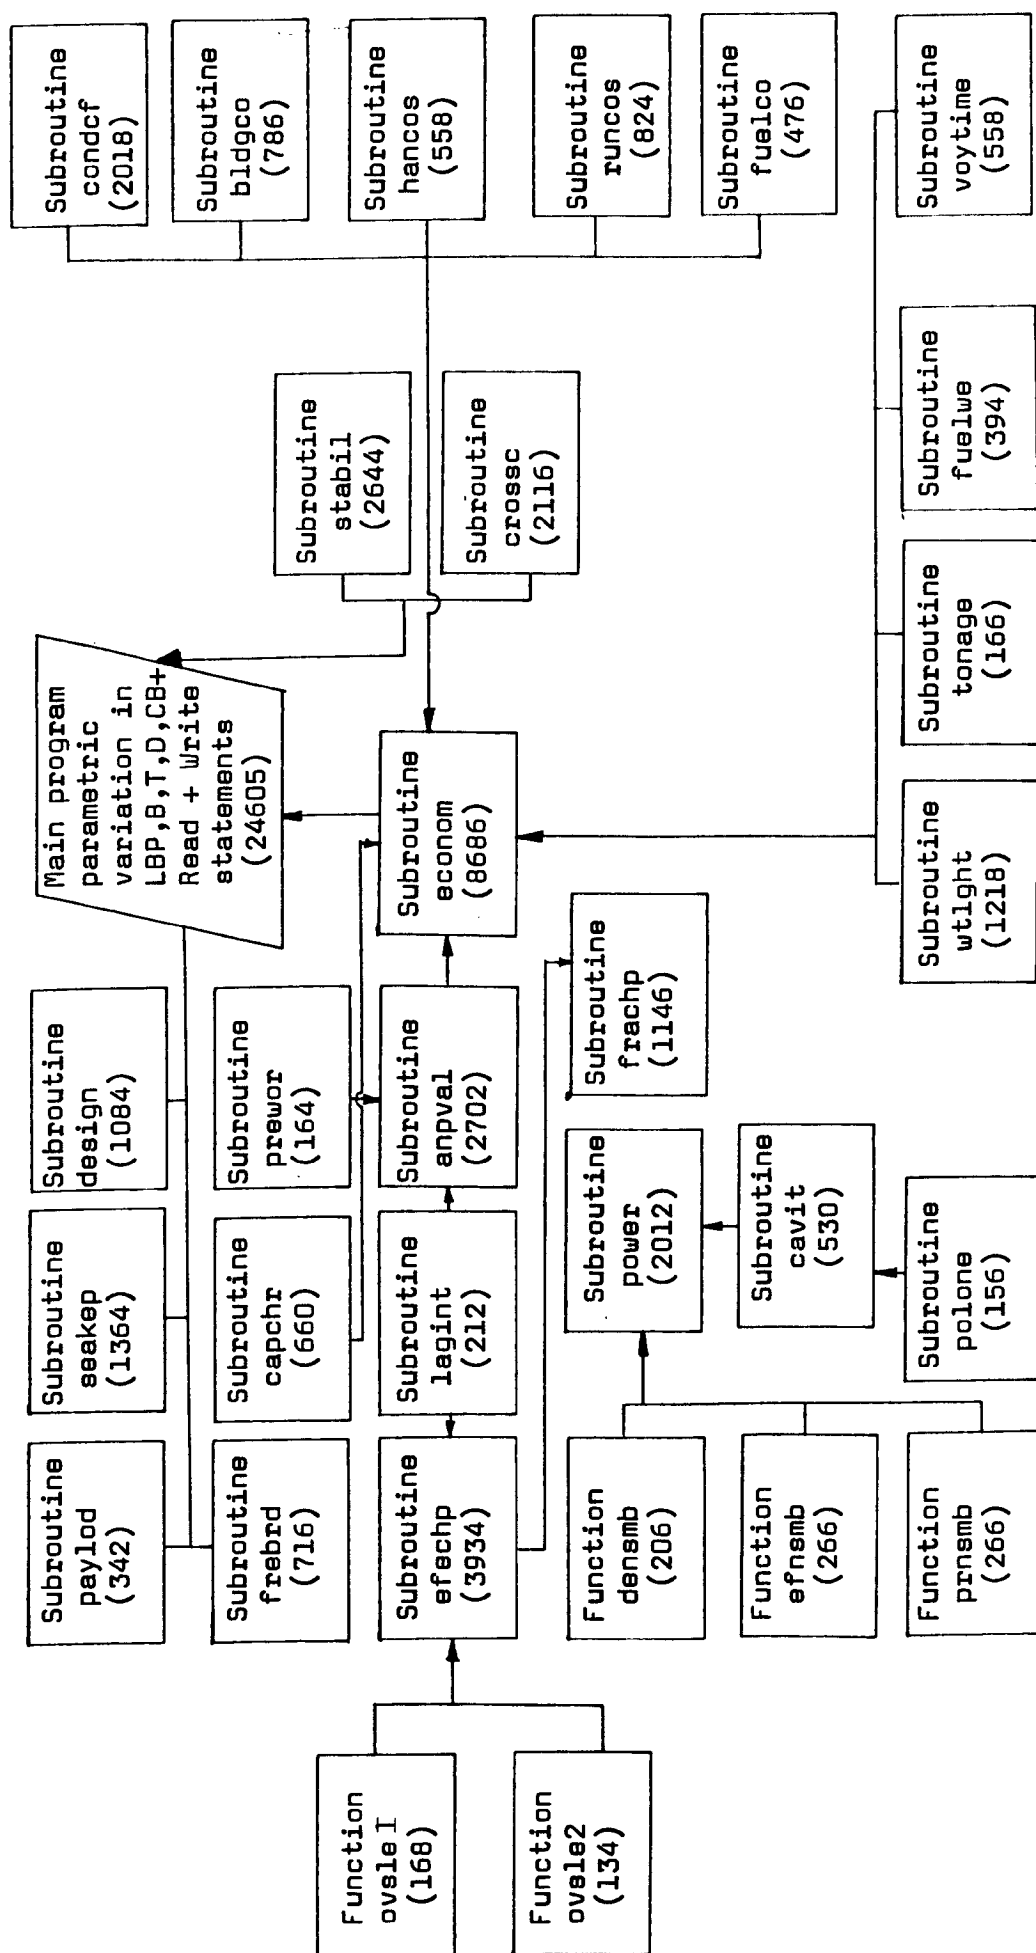 Subroutine
paylod
(342)
Subroutine
seakep
(1364)
Subroutine
design
(1084)
Main program
parametric
variation in
LBP,B,T,D,CB+
Read + Write
statements
(24605)
Subroutine
condcf
(2018)
Subroutine
bldgco
(786)
Subroutine
hancos
(558)
Subroutine
runcos
(824)
Subroutine
fuelco
(476)
Subroutine
frebrd
(716)
Subroutine
capchr
(660)
Subroutine
prewor
(164)
Subroutine
stabil
(2644)
Subroutine
crossc
(2116)
Function
ovsle1
(168)
Function
ovsle2
(134)
Subroutine
efechp
(3934)
Subroutine
lagint
(212)
Subroutine
anpval
(2702)
Subroutine
econom
(8686)
Function
densmb
(206)
Function
efnsmb
(266)
Function
prnsmb
(266)
Subroutine
power
(2012)
Subroutine
cavit
(530)
Subroutine
polone
(156)
Subroutine
frachp
(1146)
Subroutine
wtlght
(1218)
Subroutine
tonage
(166)
Subroutine
fuelwe
(394)
Subroutine
voytime
(558)